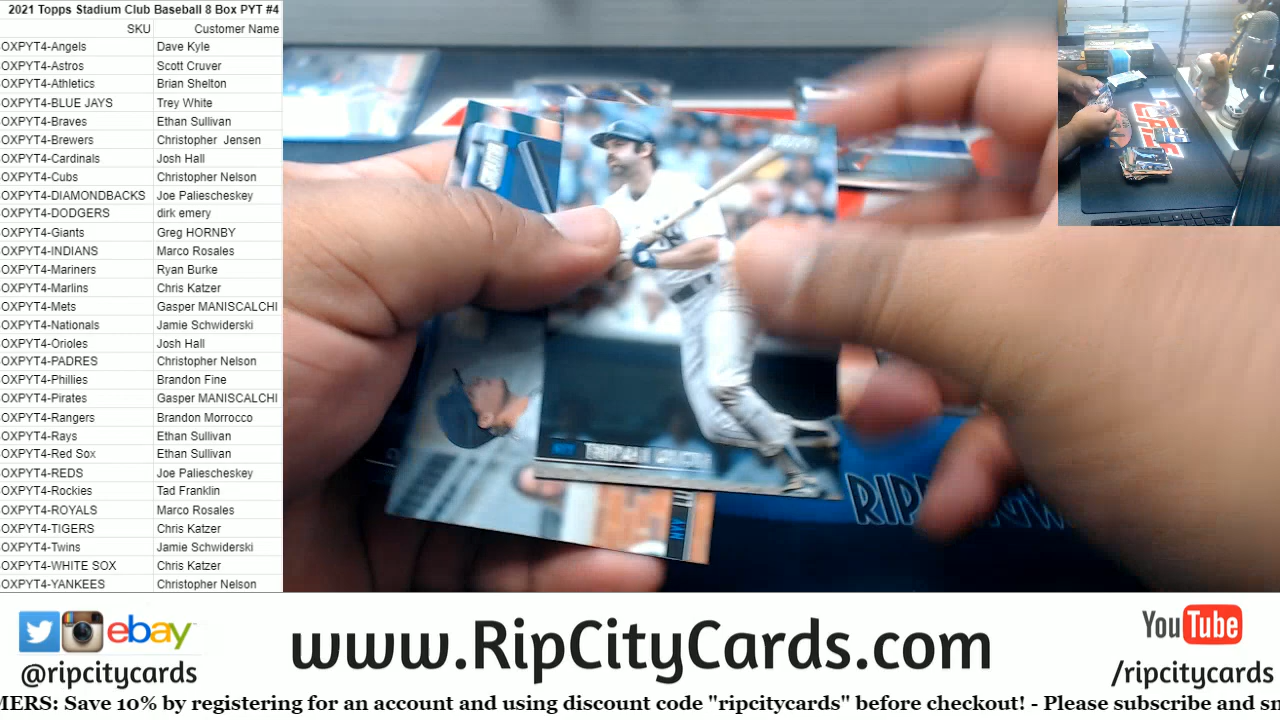 2021 Topps Stadium Club Baseball 8 Box PYT #4
SKU Customer Name
OXPYT4-Angels Dave Kyle
OXPYT4-Astros Scott Cruver
OXPYT4-Athletics Brian Shelton
OXPYT4-BLUE JAYS Trey White
OXPYT4-Braves Ethan Sullivan
OXPYT4-Brewers Christopher Jensen
OXPYT4-Cardinals Josh Hall
OXPYT4-Cubs Christopher Nelson
OXPYT4-DIAMONDBACKS Joe Paliescheskey
OXPYT4-DODGERS dirk emery
OXPYT4-Giants Greg HORNBY
OXPYT4-INDIANS Marco Rosales
OXPYT4-Mariners Ryan Burke
OXPYT4-Marlins Chris Katzer
OXPYT4-Mets Gasper MANISCALCHI
OXPYT4-Nationals Jamie Schwiderski
OXPYT4-Orioles Josh Hall
OXPYT4-PADRES Christopher Nelson
OXPYT4-Phillies Brandon Fine
OXPYT4-Pirates Gasper MANISCALCHI
OXPYT4-Rangers Brandon Morrocco
OXPYT4-Rays Ethan Sullivan
OXPYT4-Red Sox Ethan Sullivan
OXPYT4-REDS Joe Paliescheskey
OXPYT4-Rockies Tad Franklin
OXPYT4-ROYALS Marco Rosales
OXPYT4-TIGERS Chris Katzer
OXPYT4-Twins Jamie Schwiderski
OXPYT4-WHITE SOX Chris Katzer
OXPYT4-YANKEES Christopher Nelson
ebay
@ripcitycards
www.RipCityCards.com
YouTube
/ripcitycards
MERS: Save 10% by registering for an account and using discount code "ripcitycards" before checkout! - Please subscribe and sn